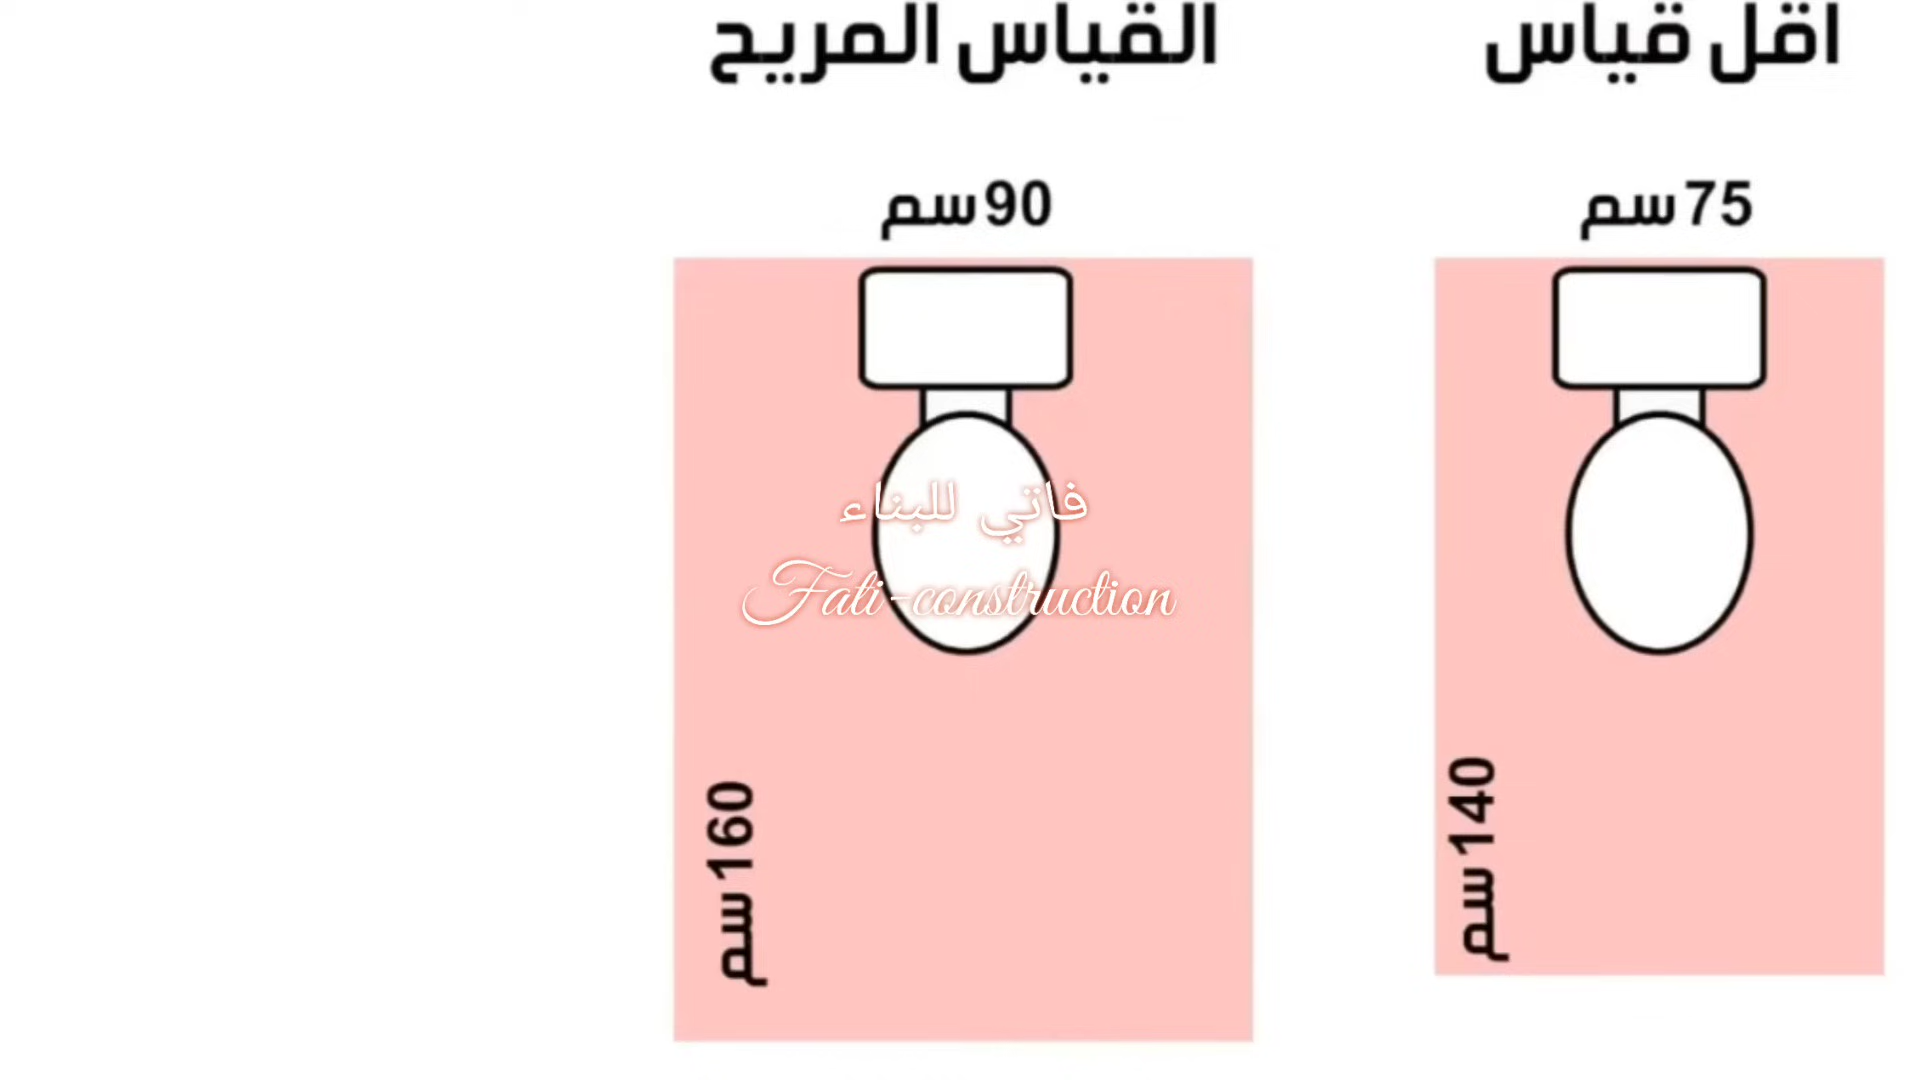 اقل قياس
القياس المريح
75سم
90سم
140سم
160سم
فاتي للبناء
Fati-construction